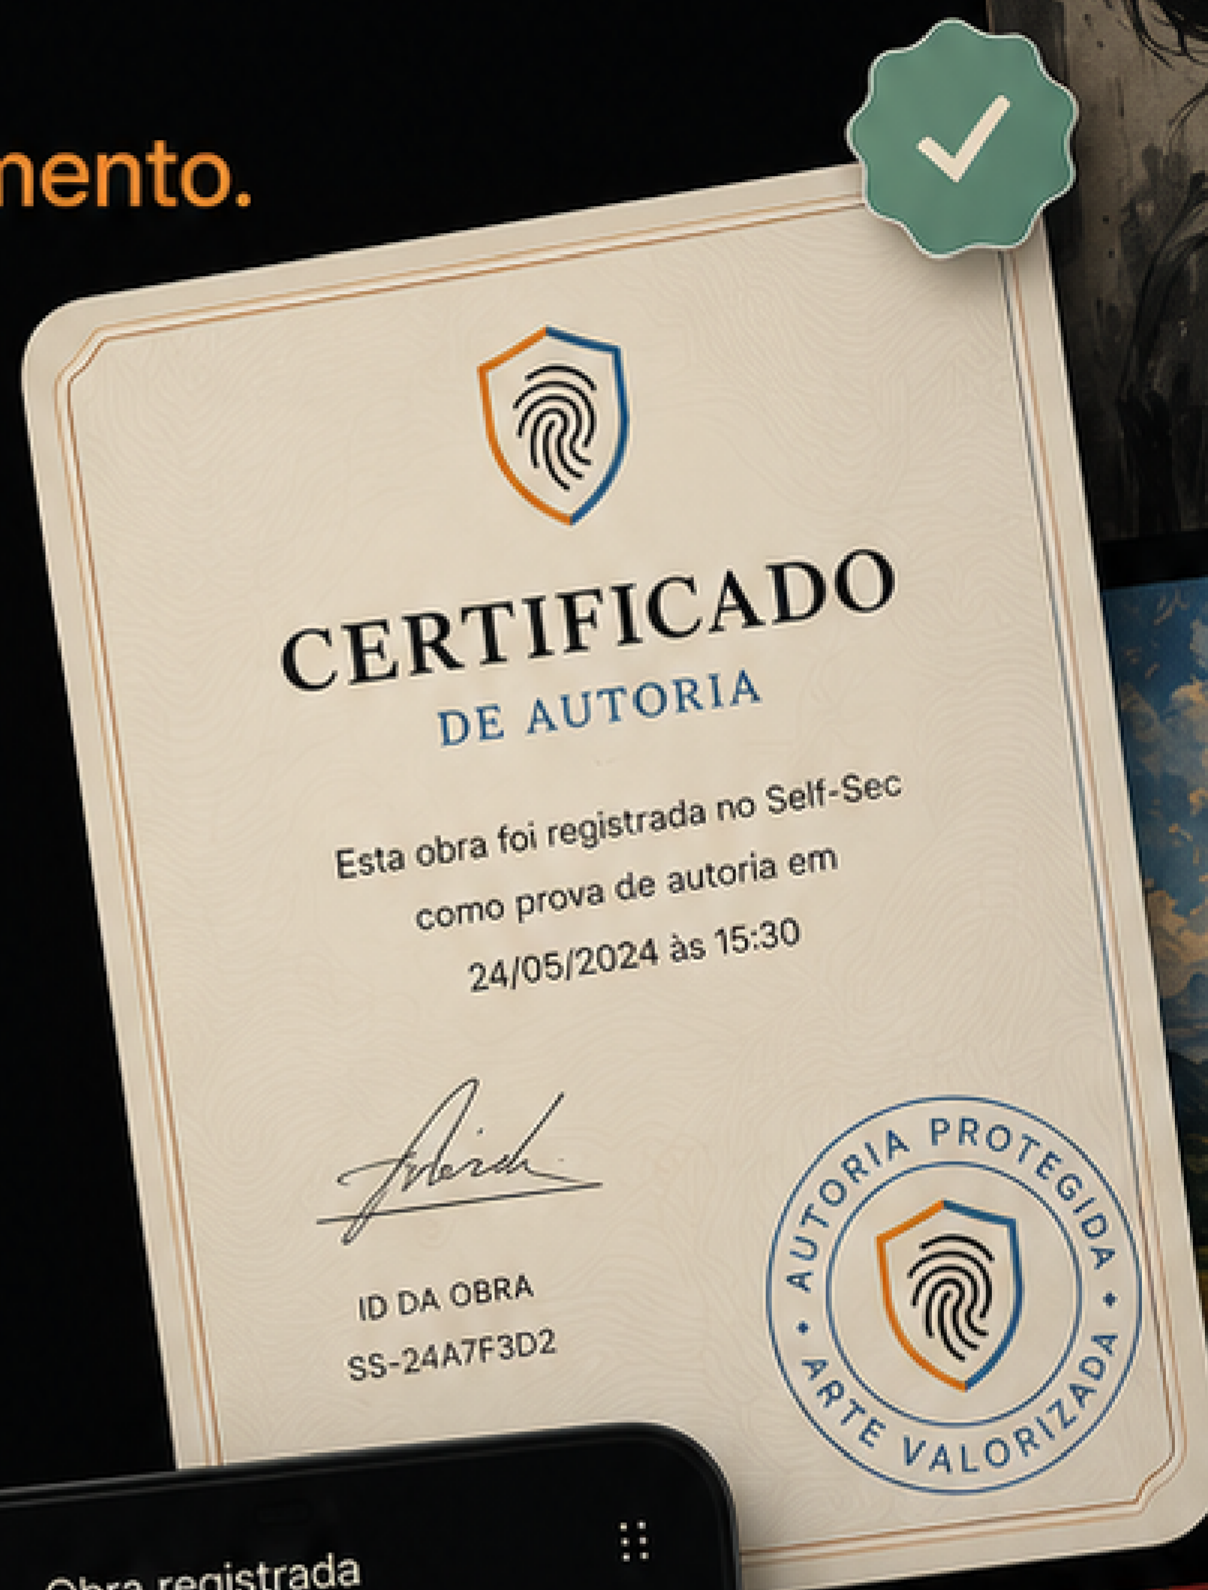 mento.
CERTIFICADO
DE AUTORIA
Esta obra foi registrada no Self-Sec
como prova de autoria em
24/05/2024 às 15:30
ID DA OBRA
SS-24A7F3D2
AUTORIA PROTEGIDA
ARTE VALORIZADA
Obra registrada